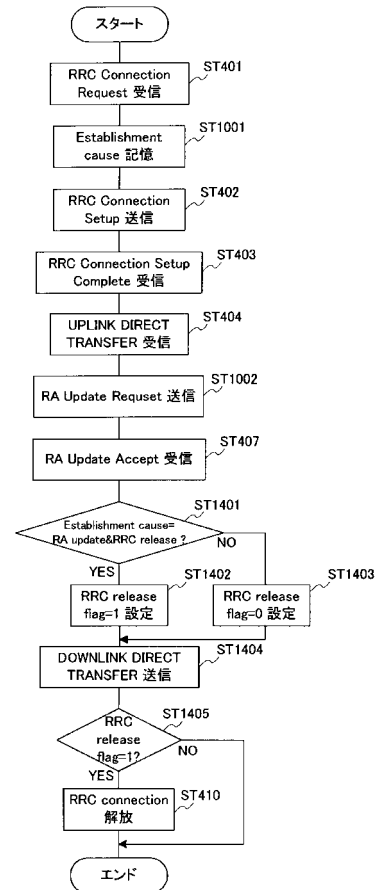 スタート
ST401
RRC Connection
Request 受信
ST1001
Establishment
cause 記憶
ST402
RRC Connection
Setup 送信
ST403
RRC Connection Setup
Complete 受信
ST404
UPLINK DIRECT
TRANSFER 受信
ST1002
RA Update Requset 送信
ST407
RA Update Accept 受信
ST1401
Establishment cause=
RA update&RRC release ?
NO
YES
ST1402
ST1403
RRC release
flag=1 設定
RRC release
flag=0 設定
ST1404
DOWNLINK DIRECT
TRANSFER 送信
ST1405
RRC
release
flag=1?
NO
YES
ST410
RRC connection
解放
エンド